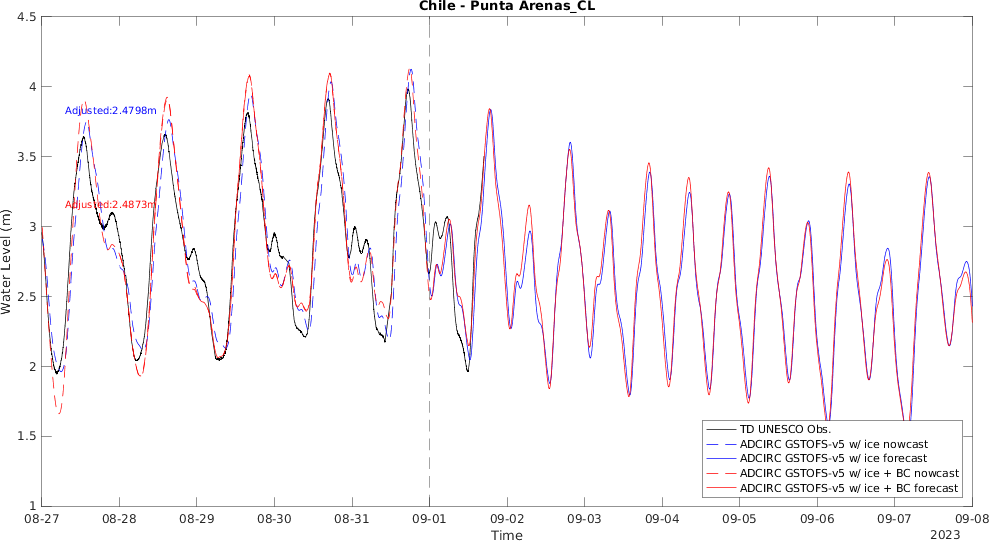 Chile - Punta Arenas_CL
4.5
4
3.5
3
2.5
2
1.5
1
Water Level (m)
Adjusted:2.4798m
Adjusted:2.4873m
TD UNESCO Obs.
ADCIRC GSTOFS-v5 w/ ice nowcast
ADCIRC GSTOFS-v5 w/ ice forecast
ADCIRC GSTOFS-v5 w/ ice + BC nowcast
ADCIRC GSTOFS-v5 w/ ice + BC forecast
08-27 08-28 08-29 08-30 08-31 09-01 09-02 09-03 09-04 09-05 09-06 09-07 09-08
Time
2023